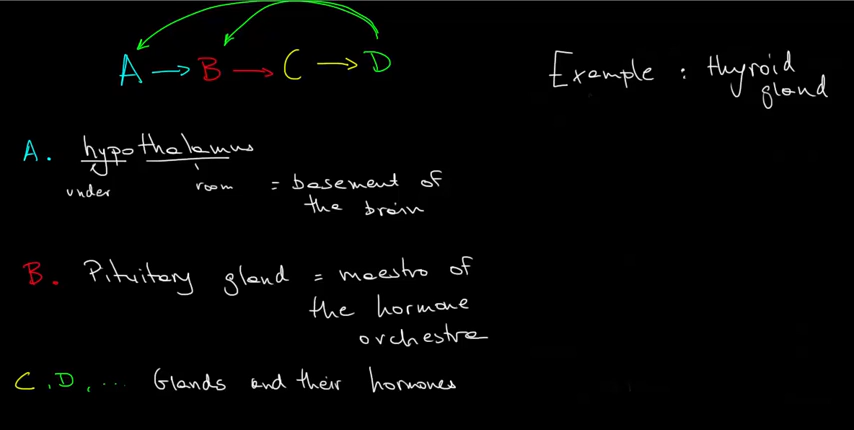 A → B → C → D
Example : thyroid
gland
A. hypothalamus
under room = basement of
the brain
B. Pituitary gland = maestro of
the hormone
orchestra
C, D, ... Glands and their hormones